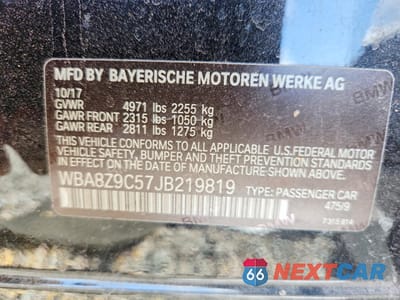 MFD BY BAYERISCHE MOTOREN WERKE AG
10/17
GVWR 4971 lbs 2255 kg
GAWR FRONT 2315 lbs 1050 kg
GAWR REAR 2811 lbs 1275 kg
THIS VEHICLE CONFORMS TO ALL APPLICABLE U.S. FEDERAL MOTOR
VEHICLE SAFETY, BUMPER, AND THEFT PREVENTION STANDARDS
IN EFFECT ON THE DATE OF MANUFACTURE SHOWN ABOVE.
WBA8Z9C57JB219819 TYPE: PASSENGER CAR
475/9
7315 814
BMW
66 NEXTCAR